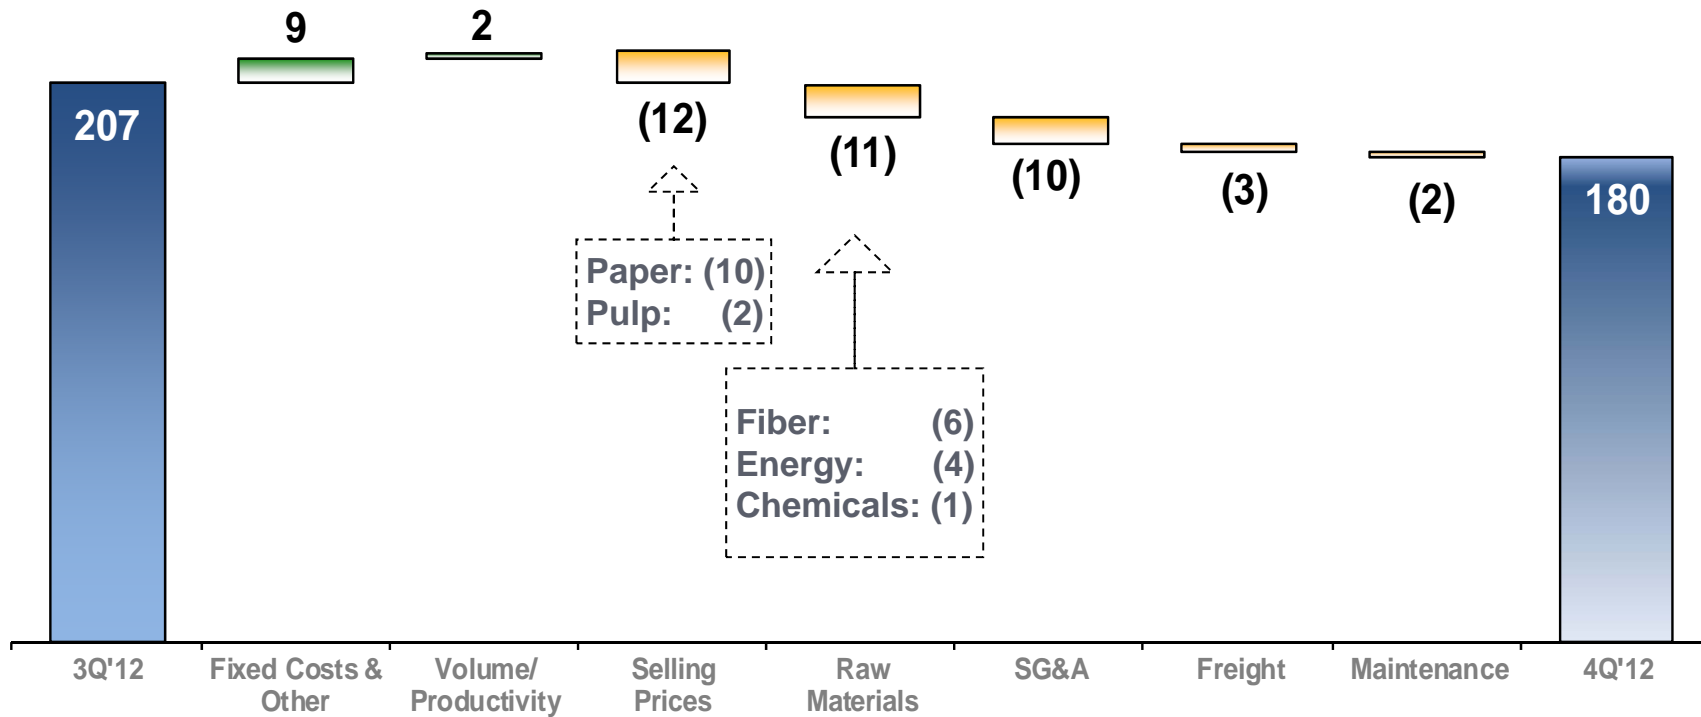 9
2
207
(12)
(11)
(10)
(3)
(2)
180
Paper: (10)
Pulp: (2)
Fiber: (6)
Energy: (4)
Chemicals: (1)
3Q'12
Fixed Costs &
Other
Volume/
Productivity
Selling
Prices
Raw
Materials
SG&A
Freight
Maintenance
4Q'12